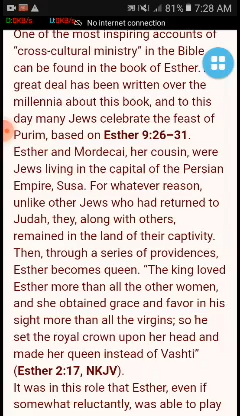 0:0KB/s 0:0KB/s 81% 7:28 AM
No internet connection
One of the most inspiring accounts of
"cross-cultural ministry" in the Bible
can be found in the book of Esther.
great deal has been written over the
millennia about this book, and to this
day many Jews celebrate the feast of
Purim, based on Esther 9:26–31.
Esther and Mordecai, her cousin, were
Jews living in the capital of the Persian
Empire, Susa. For whatever reason,
unlike other Jews who had returned to
Judah, they, along with others,
remained in the land of their captivity.
Then, through a series of providences,
Esther becomes queen. "The king loved
Esther more than all the other women,
and she obtained grace and favor in his
sight more than all the virgins; so he
set the royal crown upon her head and
made her queen instead of Vashti"
(Esther 2:17, NKJV).
It was in this role that Esther, even if
somewhat reluctantly, was able to play